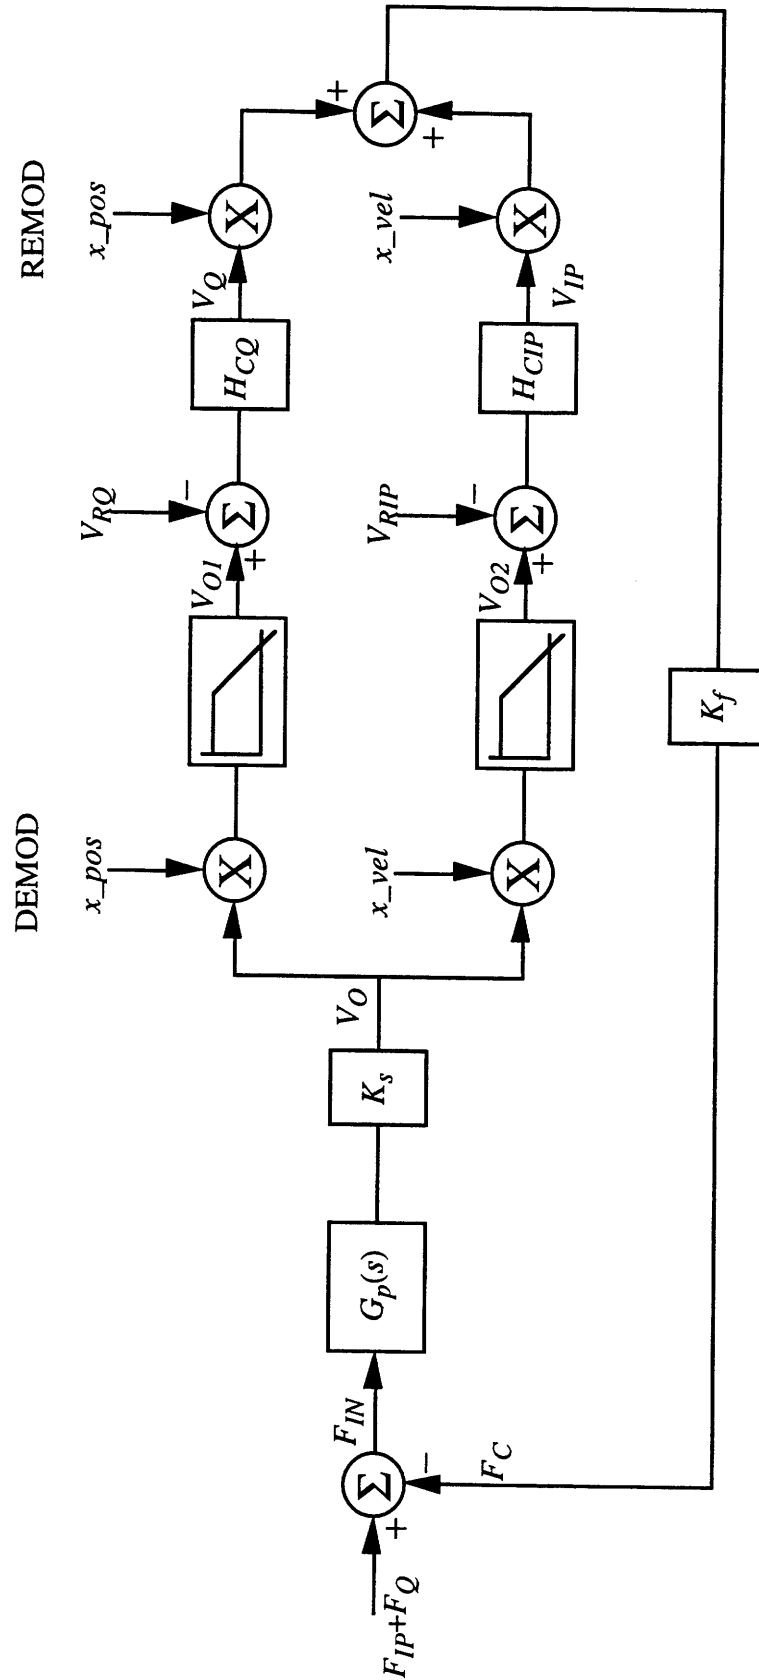 DEMOD
REMOD
x_pos
x_pos
V_RQ
V_O1
V_Q
X
Σ
H_CQ
X
+
−
+
F_IP+F_Q
Σ
+
−
F_IN
G_p(s)
K_s
V_O
Σ
+
x_vel
V_RIP
x_vel
X
V_O2
Σ
+
−
H_CIP
V_IP
X
F_C
K_f